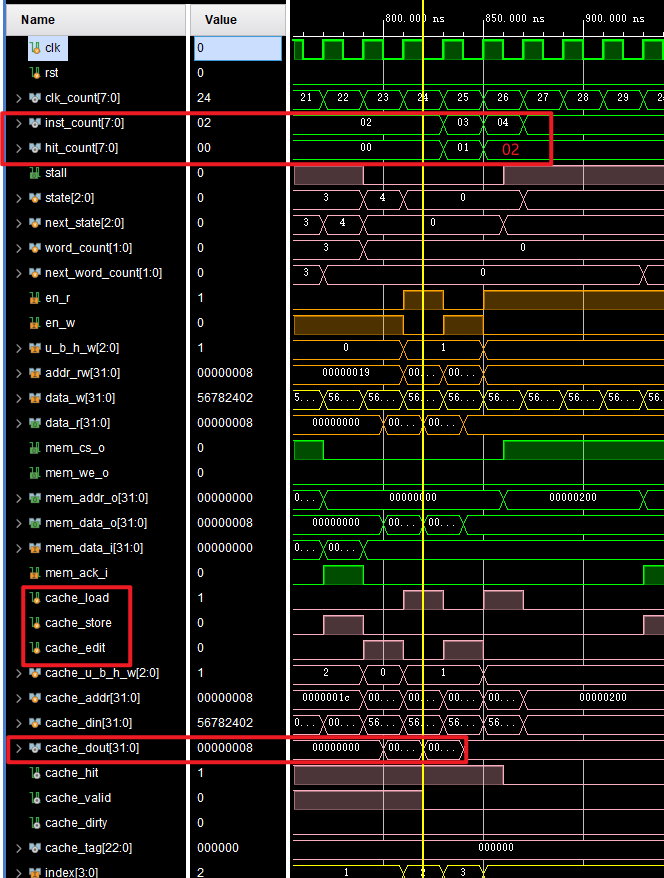 Name Value 800.000 ns 850.000 ns 900.000 ns
clk 0
rst 0
clk_count[7:0] 24 21 22 23 24 25 26 27 28 29
inst_count[7:0] 02 02 03 04
hit_count[7:0] 00 00 01 02
stall 0
state[2:0] 0 3 4 0
next_state[2:0] 0 3 4 0
word_count[1:0] 0 3 0
next_word_count[1:0] 0 3 0
en_r 1
en_w 0
u_b_h_w[2:0] 1 0 1
addr_rw[31:0] 00000008 00000019 00... 00...
data_w[31:0] 56782402 5... 56... 56... 56... 56... 56... 56... 56... 56...
data_r[31:0] 00000008 00000000 00... 00...
mem_cs_o 0
mem_we_o 0
mem_addr_o[31:0] 00000000 0... 00000000 00000200
mem_data_o[31:0] 00000008 00000000 00... 00...
mem_data_i[31:0] 00000000 0... 00...
mem_ack_i 0
cache_load 1
cache_store 0
cache_edit 0
cache_u_b_h_w[2:0] 1 2 0 1
cache_addr[31:0] 00000008 0000001c 00... 00... 00... 00... 00000200
cache_din[31:0] 56782402 0... 00... 00... 56... 56... 56...
cache_dout[31:0] 00000008 00000000 00... 00...
cache_hit 1
cache_valid 0
cache_dirty 0
cache_tag[22:0] 000000 000000
index[3:0] 2 1 2 3